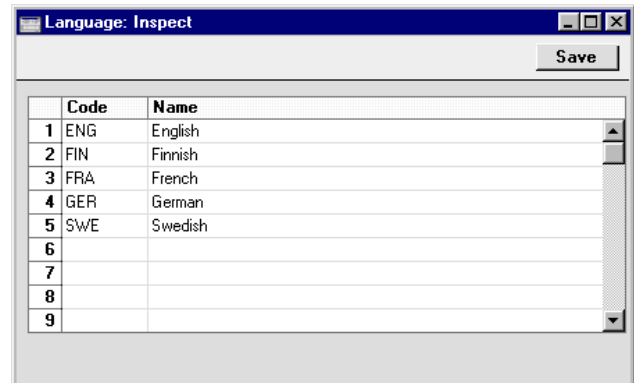 Language: Inspect
Save
Code Name
1 ENG English
2 FIN Finnish
3 FRA French
4 GER German
5 SWE Swedish
6
7
8
9